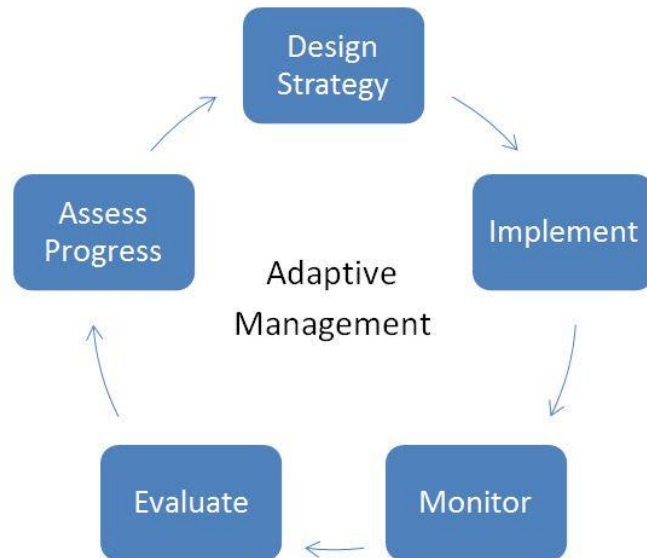 Design
Strategy
Implement
Monitor
Evaluate
Assess
Progress
Adaptive
Management